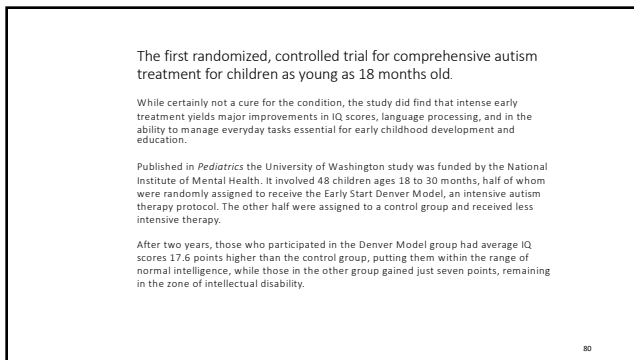 The first randomized, controlled trial for comprehensive autism
treatment for children as young as 18 months old.
While certainly not a cure for the condition, the study did find that intense early
treatment yields major improvements in IQ scores, language processing, and in the
ability to manage everyday tasks essential for early childhood development and
education.
Published in Pediatrics the University of Washington study was funded by the National
Institute of Mental Health. It involved 48 children ages 18 to 30 months, half of whom
were randomly assigned to receive the Early Start Denver Model, an intensive autism
therapy protocol. The other half were assigned to a control group and received less
intensive therapy.
After two years, those who participated in the Denver Model group had average IQ
scores 17.6 points higher than the control group, putting them within the range of
normal intelligence, while those in the other group gained just seven points, remaining
in the zone of intellectual disability.
80